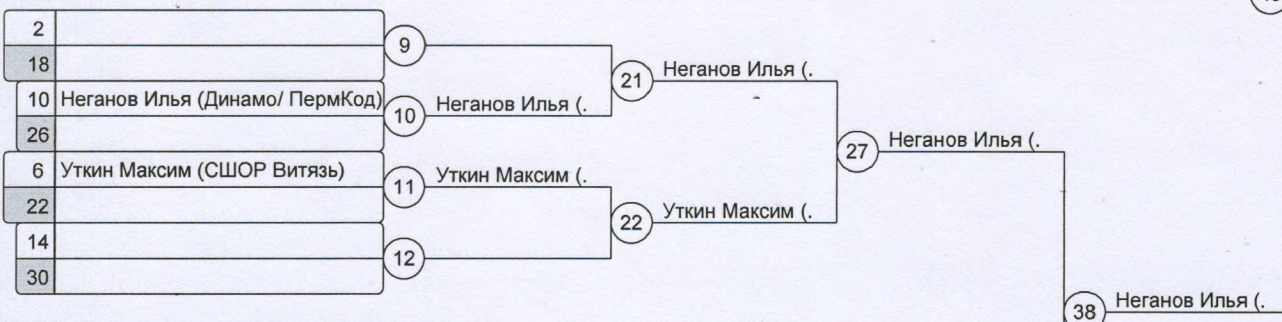 2
18
9
10 Неганов Илья (Динамо/ ПермКод)
26
10
Неганов Илья (.
21
Неганов Илья (.
6 Уткин Максим (СШОР Витязь)
22
11
Уткин Максим (.
14
30
12
22
Уткин Максим (.
27
Неганов Илья (.
38
Неганов Илья (.